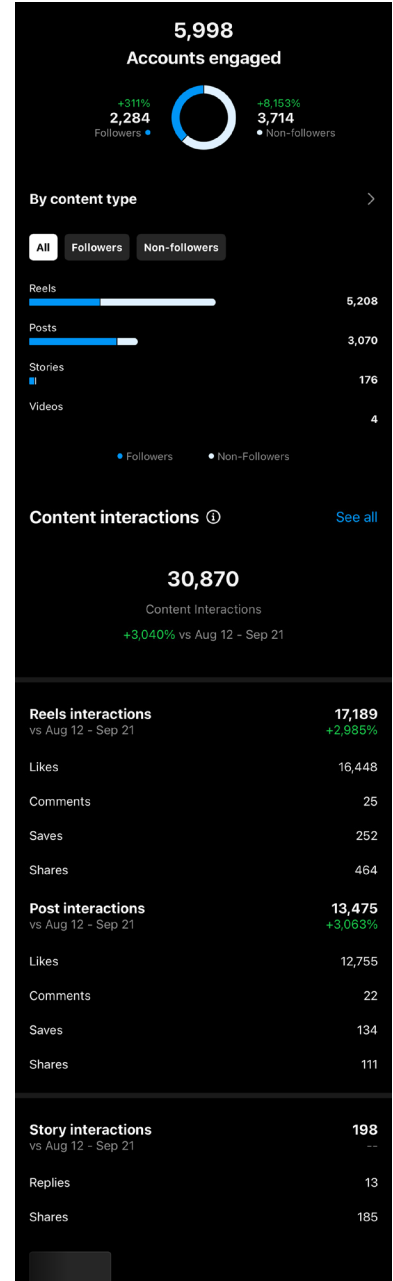 5,998
Accounts engaged
+311%
2,284
Followers
+8,153%
3,714
Non-followers
By content type
All Followers Non-followers
Reels
5,208
Posts
3,070
Stories
176
Videos
4
Followers Non-Followers
Content interactions See all
30,870
Content Interactions
+3,040% vs Aug 12 - Sep 21
Reels interactions 17,189
vs Aug 12 - Sep 21 +2,985%
Likes 16,448
Comments 25
Saves 252
Shares 464
Post interactions 13,475
vs Aug 12 - Sep 21 +3,063%
Likes 12,755
Comments 22
Saves 134
Shares 111
Story interactions 198
vs Aug 12 - Sep 21 --
Replies 13
Shares 185